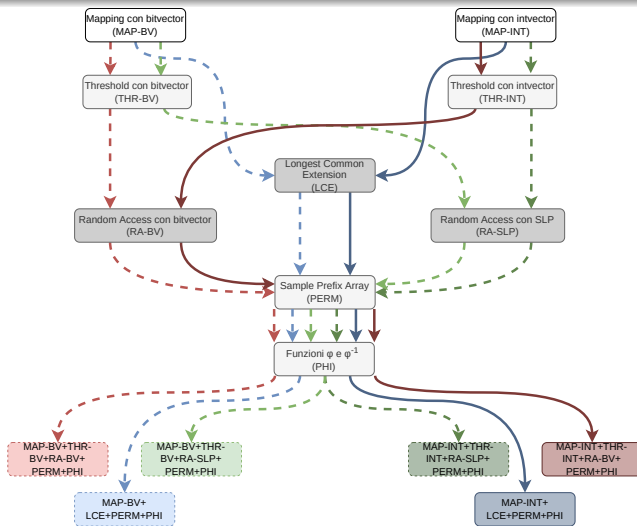 Mapping con bitvector
(MAP-BV)
Mapping con intvector
(MAP-INT)
Threshold con bitvector
(THR-BV)
Threshold con intvector
(THR-INT)
Longest Common
Extension
(LCE)
Random Access con bitvector
(RA-BV)
Random Access con SLP
(RA-SLP)
Sample Prefix Array
(PERM)
Funzioni φ e φ⁻¹
(PHI)
MAP-BV+THR-
BV+RA-BV+
PERM+PHI
MAP-BV+THR-
BV+RA-SLP+
PERM+PHI
MAP-INT+THR-
INT+RA-SLP+
PERM+PHI
MAP-INT+THR-
INT+RA-BV+
PERM+PHI
MAP-BV+
LCE+PERM+PHI
MAP-INT+
LCE+PERM+PHI